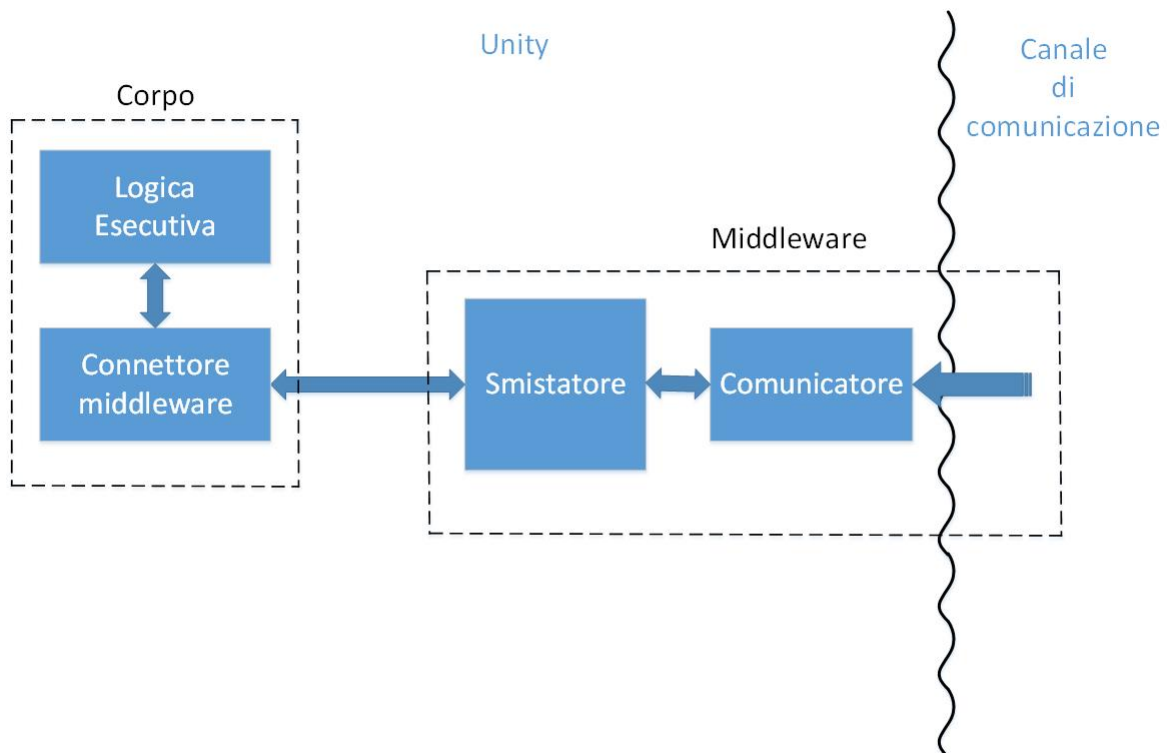 Unity
Canale
di
comunicazione
Corpo
Logica
Esecutiva
Middleware
Connettore
middleware
Smistatore
Comunicatore